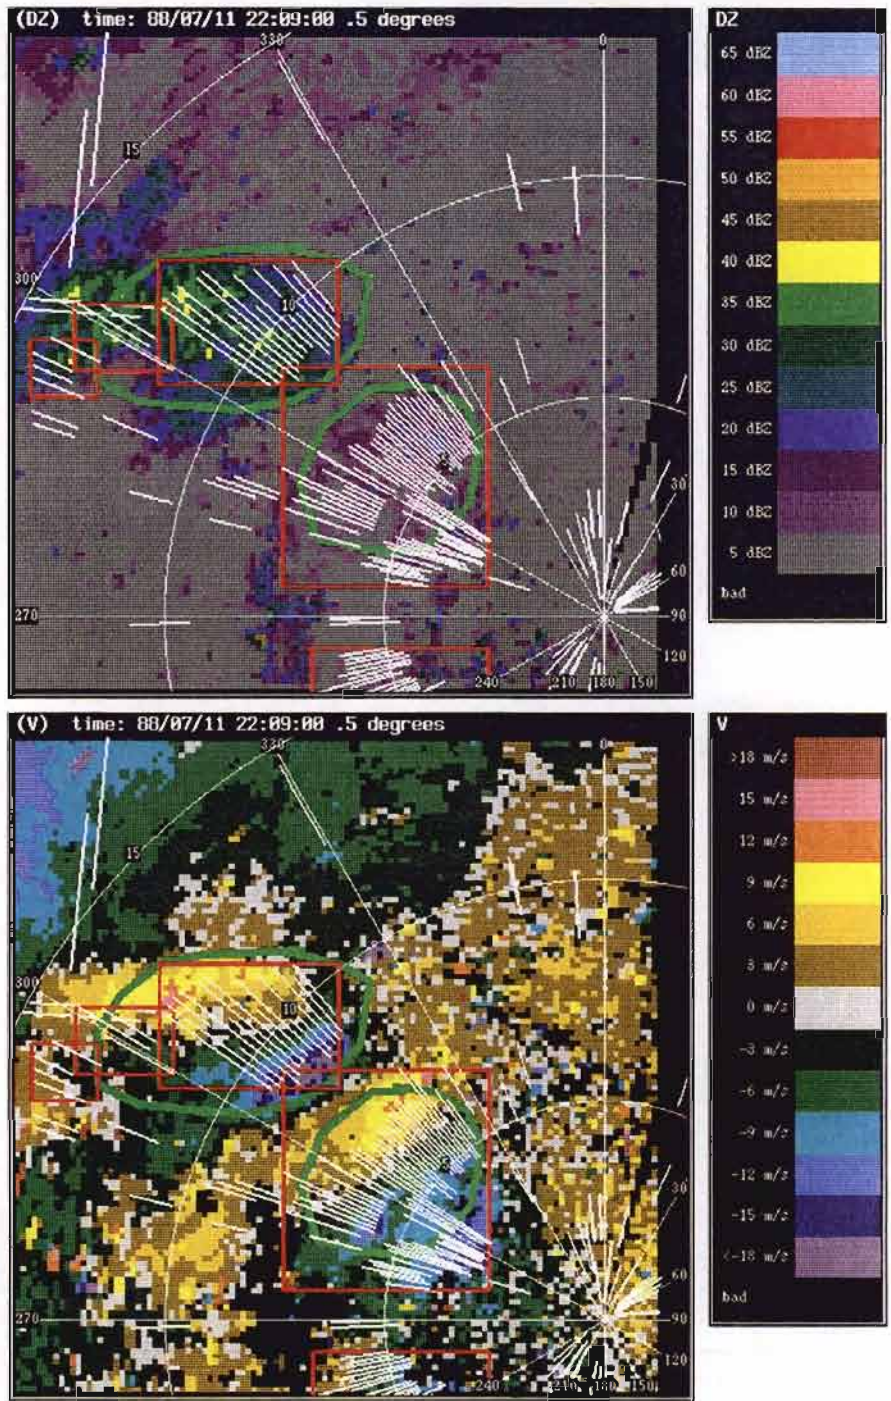 (DZ) time: 88/07/11 22:09:00 .5 degrees
DZ
330
0
65 dBZ
60 dBZ
15
55 dBZ
50 dBZ
45 dBZ
300
40 dBZ
10
35 dBZ
30 dBZ
25 dBZ
20 dBZ
15 dBZ
30
10 dBZ
5 dBZ
60
bad
270
90
120
240
210
180
150
(V) time: 88/07/11 22:09:00 .5 degrees
V
330
0
>18 m/s
15 m/s
12 m/s
15
9 m/s
6 m/s
3 m/s
300
0 m/s
10
-3 m/s
-6 m/s
-9 m/s
-12 m/s
30
-15 m/s
<-18 m/s
60
bad
270
90
120
240
210
180
150